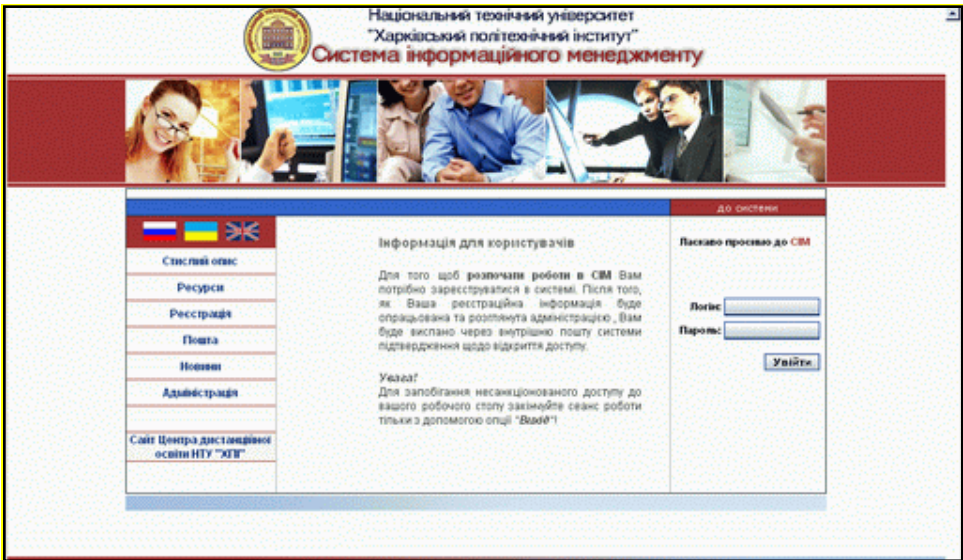 Національний технічний університет
"Харківський політехнічний інститут"
Система інформаційного менеджменту
до системи
Стислий опис
Ресурси
Реєстрація
Пошта
Новини
Адміністрація
Сайт Центра дистанційної
освіти НТУ "ХПІ"
Інформація для користувачів
Для того щоб розпочати роботи в СІМ Вам
потрібно зареєструватися в системі. Після того,
як Ваша реєстраційна інформація буде
опрацьована та розглянута адміністрацією, Вам
буде вислано через внутрішню пошту системи
підтвердження щодо відкриття доступу.
Увага!
Для запобігання несанкціонованого доступу до
вашого робочого столу закінчуйте сеанс роботи
тільки з допомогою опції "Вихід"!
Ласкаво просимо до СІМ
Логін:
Пароль:
Увійти